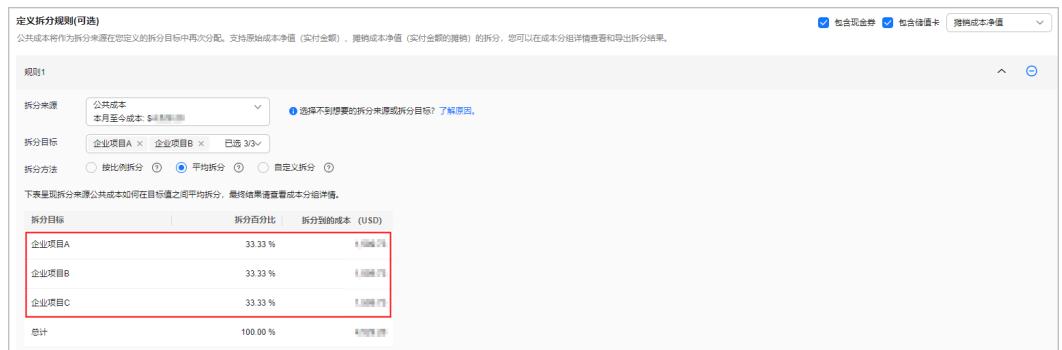 定义拆分规则(可选)
包含现金券 包含储值卡 摊销成本净值
公共成本将作为拆分来源在您定义的拆分目标中再次分配。支持原始成本净值（实付金额）、摊销成本净值（实付金额的摊销）的拆分，您可以在成本分组详情查看和导出拆分结果。
规则1
拆分来源
公共成本
本月至今成本: $
选择不到想要的拆分来源或拆分目标? 了解原因。
拆分目标 企业项目A × 企业项目B × 已选 3/3
拆分方法 按比例拆分 ? 平均拆分 ? 自定义拆分 ?
下表呈现拆分来源公共成本如何在目标值之间平均拆分，最终结果请查看成本分组详情。
拆分目标 拆分百分比 拆分到的成本 (USD)
企业项目A 33.33 %
企业项目B 33.33 %
企业项目C 33.33 %
总计 100.00 %